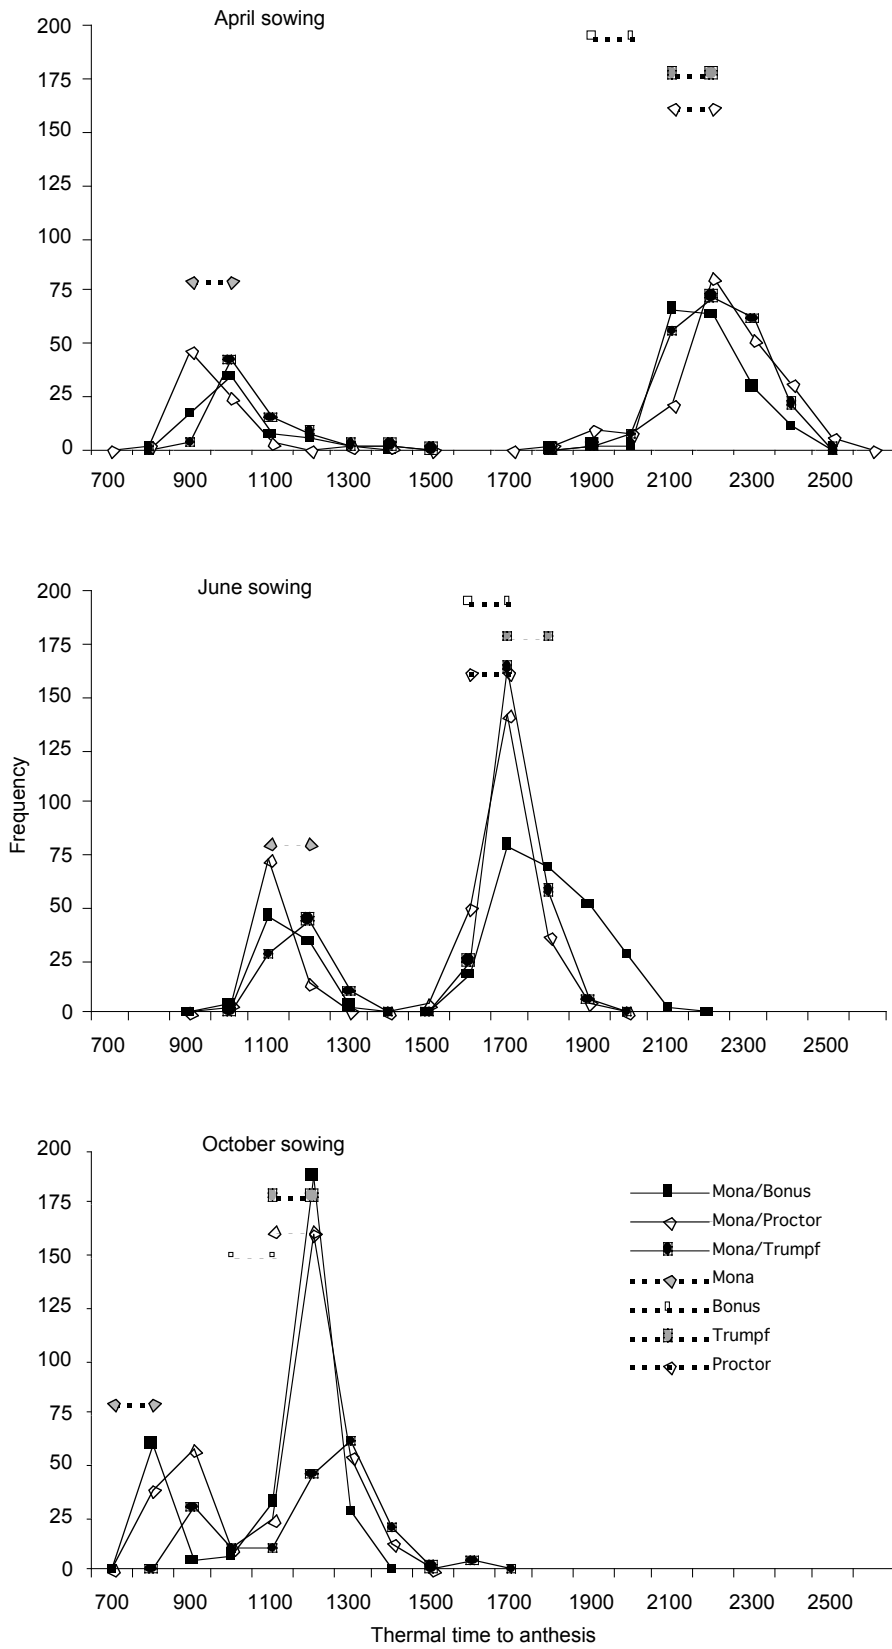 April sowing
200
175
150
125
100
75
50
25
0
700 900 1100 1300 1500 1700 1900 2100 2300 2500
June sowing
200
175
150
125
100
75
50
25
0
Frequency
700 900 1100 1300 1500 1700 1900 2100 2300 2500
October sowing
200
175
150
125
100
75
50
25
0
Mona/Bonus
Mona/Proctor
Mona/Trumpf
Mona
Bonus
Trumpf
Proctor
700 900 1100 1300 1500 1700 1900 2100 2300 2500
Thermal time to anthesis